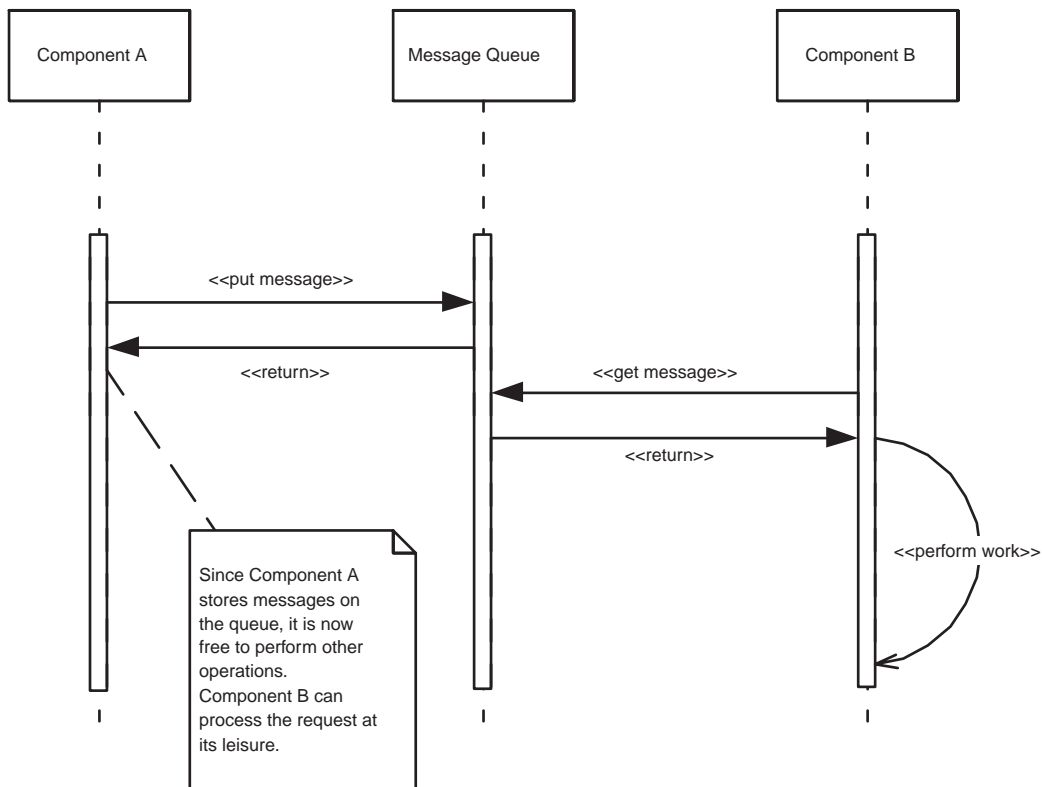 Component A
Message Queue
Component B
<<put message>>
<<return>>
<<get message>>
<<return>>
<<perform work>>
Since Component A
stores messages on
the queue, it is now
free to perform other
operations.
Component B can
process the request at
its leisure.